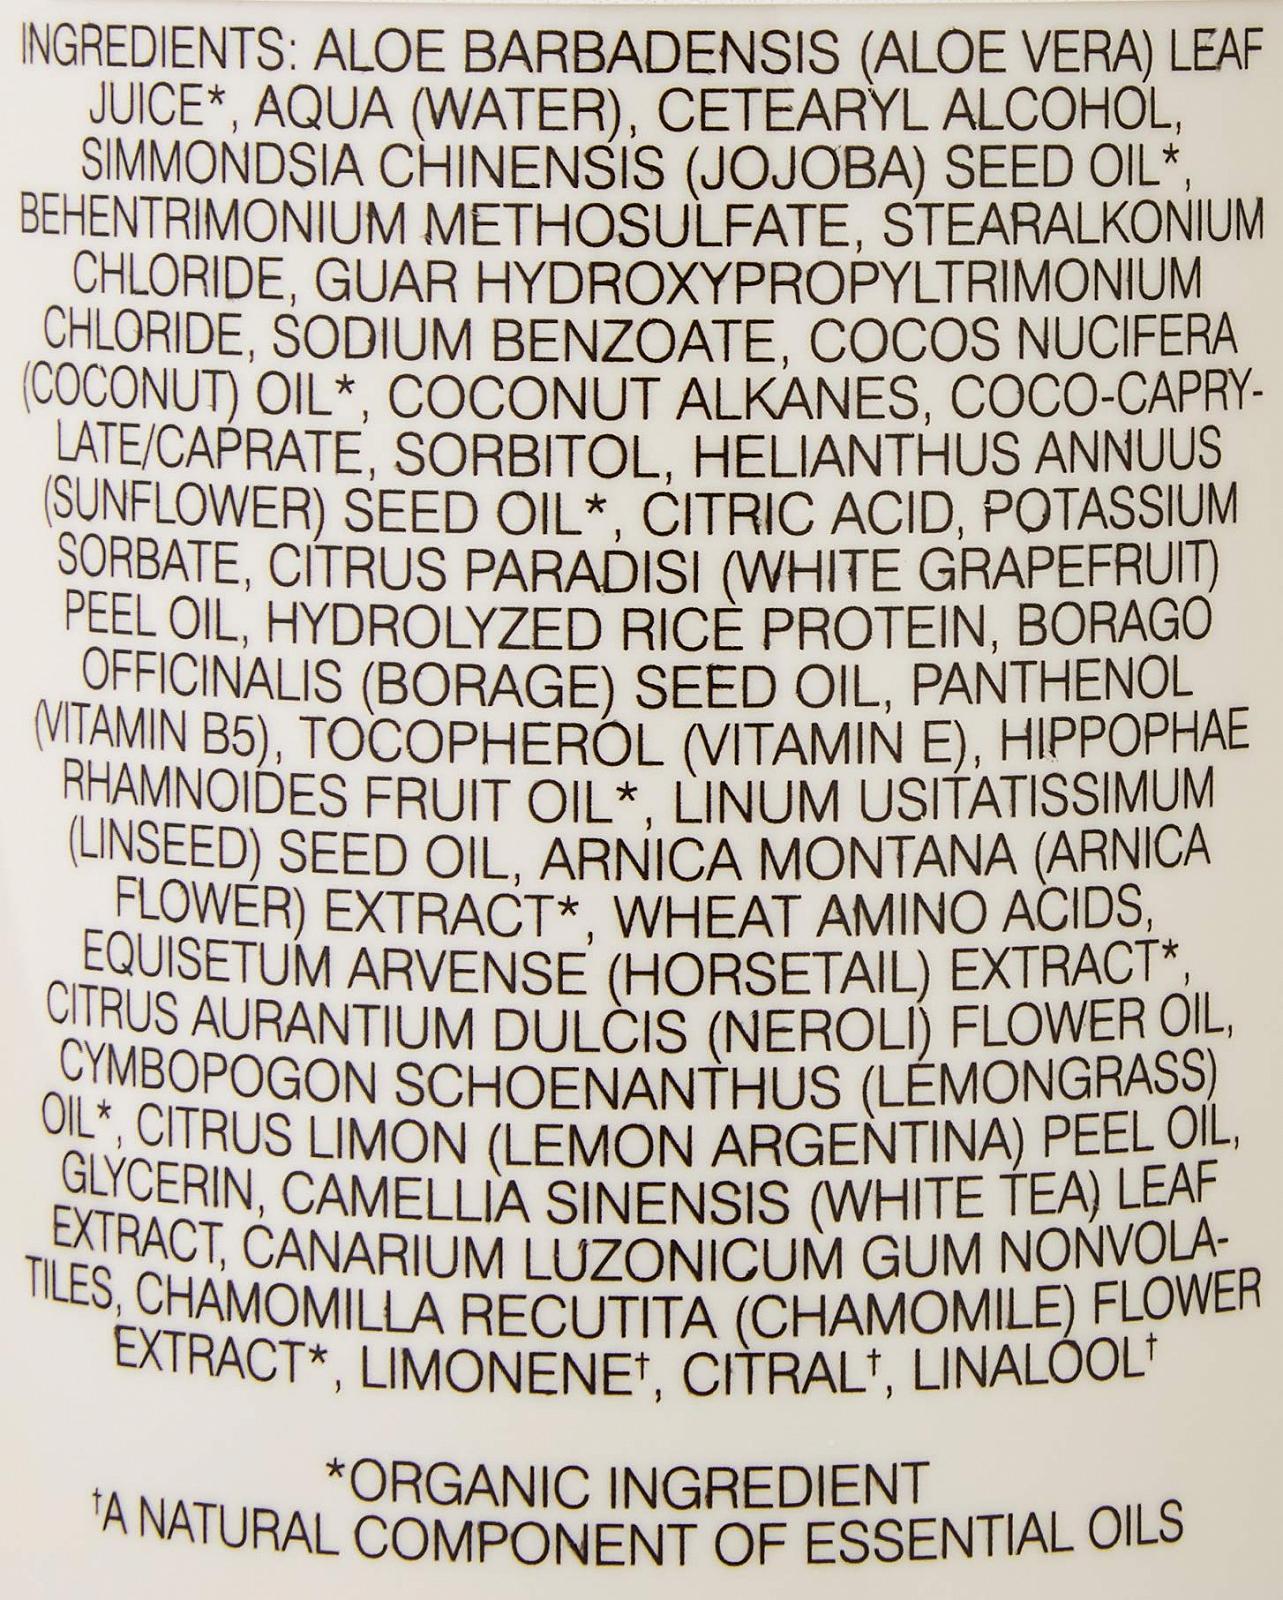 INGREDIENTS: ALOE BARBADENSIS (ALOE VERA) LEAF
JUICE*, AQUA (WATER), CETEARYL ALCOHOL,
SIMMONDSIA CHINENSIS (JOJOBA) SEED OIL*,
BEHENTRIMONIUM METHOSULFATE, STEARALKONIUM
CHLORIDE, GUAR HYDROXYPROPYLTRIMONIUM
CHLORIDE, SODIUM BENZOATE, COCOS NUCIFERA
(COCONUT) OIL*, COCONUT ALKANES, COCO-CAPRY-
LATE/CAPRATE, SORBITOL, HELIANTHUS ANNUUS
(SUNFLOWER) SEED OIL*, CITRIC ACID, POTASSIUM
SORBATE, CITRUS PARADISI (WHITE GRAPEFRUIT)
PEEL OIL, HYDROLYZED RICE PROTEIN, BORAGO
OFFICINALIS (BORAGE) SEED OIL, PANTHENOL
(VITAMIN B5), TOCOPHEROL (VITAMIN E), HIPPOPHAE
RHAMNOIDES FRUIT OIL*, LINUM USITATISSIMUM
(LINSEED) SEED OIL, ARNICA MONTANA (ARNICA
FLOWER) EXTRACT*, WHEAT AMINO ACIDS,
EQUISETUM ARVENSE (HORSETAIL) EXTRACT*,
CITRUS AURANTIUM DULCIS (NEROLI) FLOWER OIL,
CYMBOPOGON SCHOENANTHUS (LEMONGRASS)
OIL*, CITRUS LIMON (LEMON ARGENTINA) PEEL OIL,
GLYCERIN, CAMELLIA SINENSIS (WHITE TEA) LEAF
EXTRACT, CANARIUM LUZONICUM GUM NONVOLA-
TILES, CHAMOMILLA RECUTITA (CHAMOMILE) FLOWER
EXTRACT*, LIMONENE†, CITRAL†, LINALOOL†
*ORGANIC INGREDIENT
†A NATURAL COMPONENT OF ESSENTIAL OILS